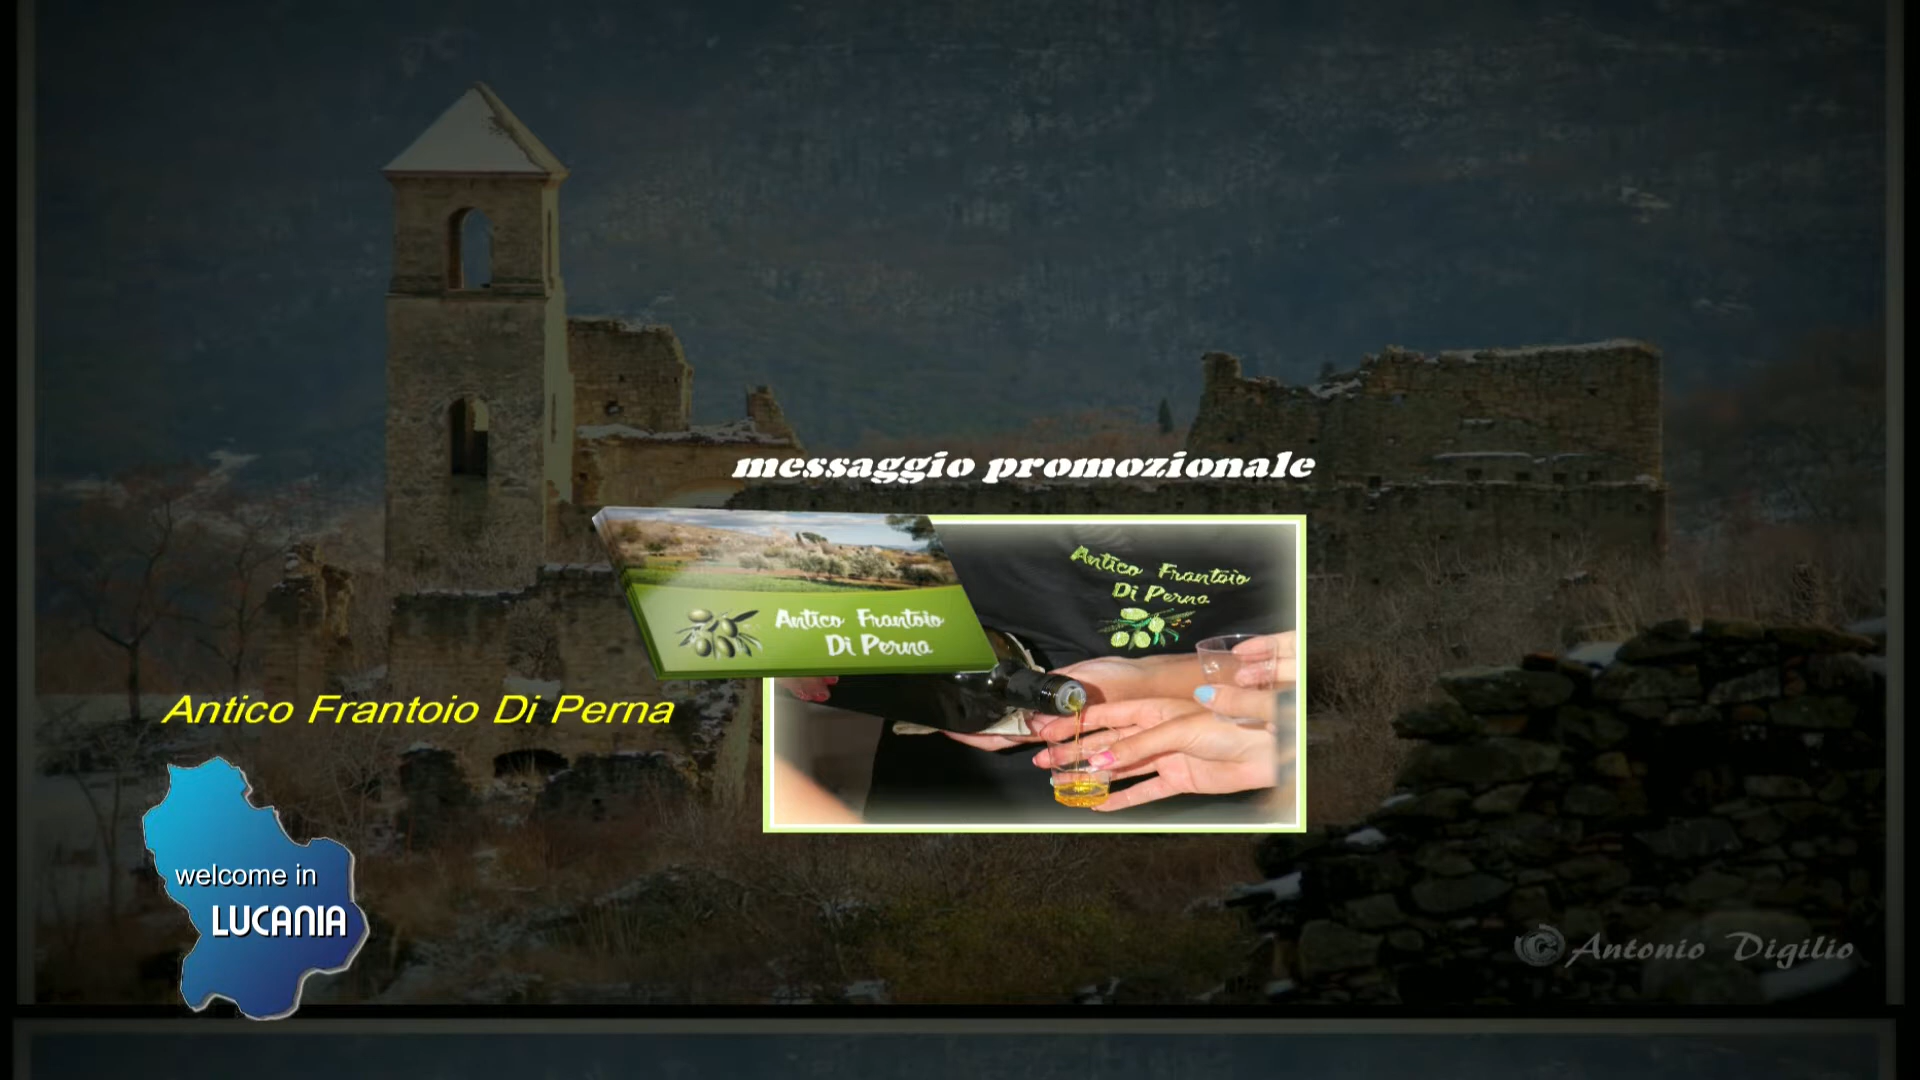 messaggio promozionale
Antico Frantoio
Di Perna
Antico Frantoio
Di Perna
Antico Frantoio Di Perna
welcome in
LUCANIA
Antonio Digilio